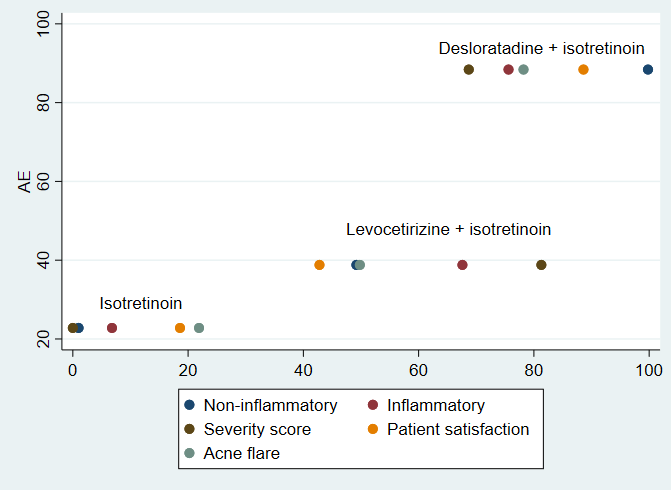 100
80
60
40
20
AE
Desloratadine + isotretinoin
Levocetirizine + isotretinoin
Isotretinoin
0 20 40 60 80 100
Non-inflammatory Inflammatory
Severity score Patient satisfaction
Acne flare